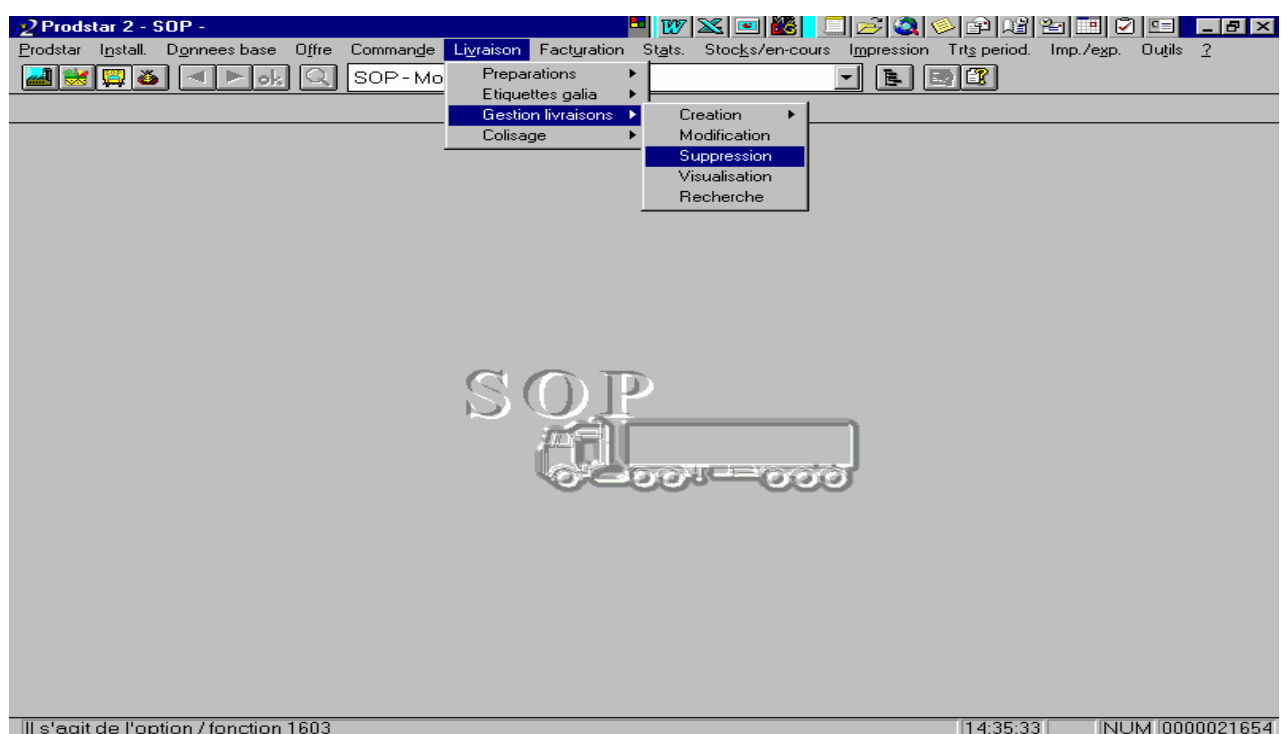 Prodstar 2 - SOP -
Prodstar Install. Donnees base Offre Commande Livraison Facturation Stats. Stocks/en-cours Impression Trts period. Imp./exp. Outils ?
ok SOP - Mo
Preparations
Etiquettes galia
Gestion livraisons
Colisage
Creation
Modification
Suppression
Visualisation
Recherche
SOP
Il s'agit de l'option / fonction 1603 14:35:33 NUM 0000021654